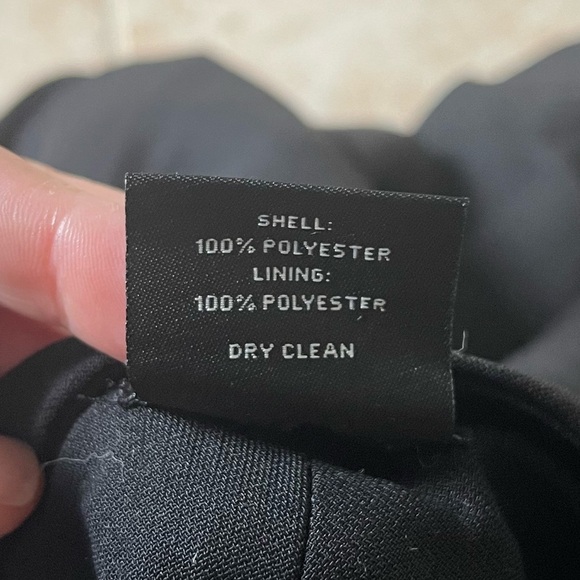 SHELL:
100% POLYESTER
LINING:
100% POLYESTER
DRY CLEAN